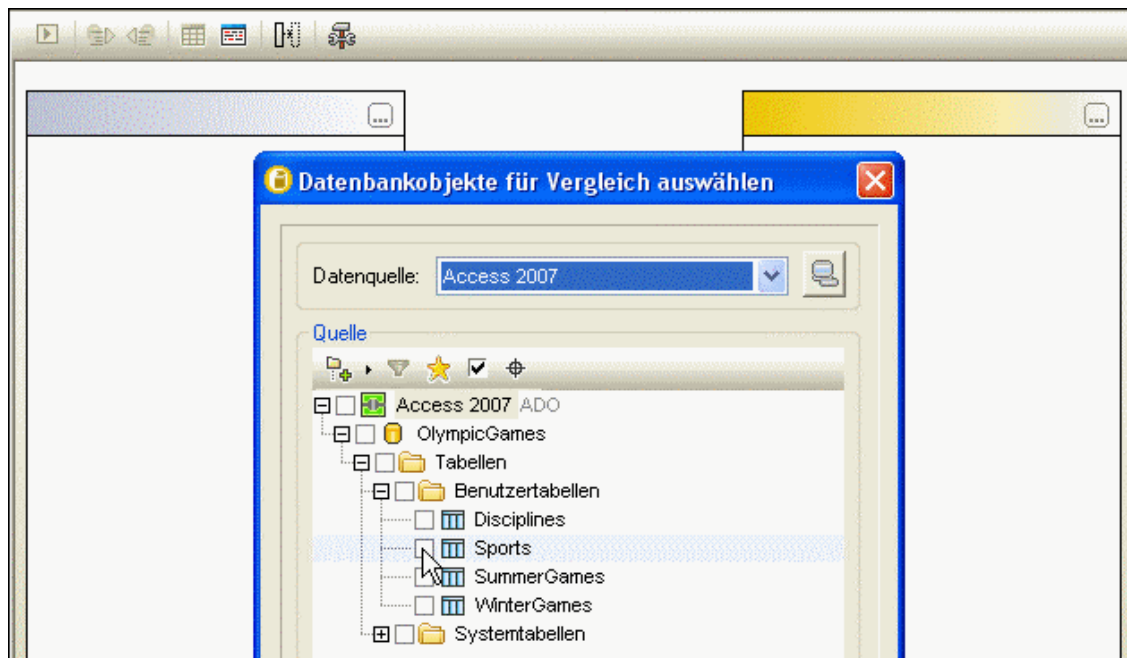 ...
...
Datenbankobjekte für Vergleich auswählen
Datenquelle: Access 2007
Quelle
Access 2007 ADO
OlympicGames
Tabellen
Benutzertabellen
Disciplines
Sports
SummerGames
WinterGames
Systemtabellen